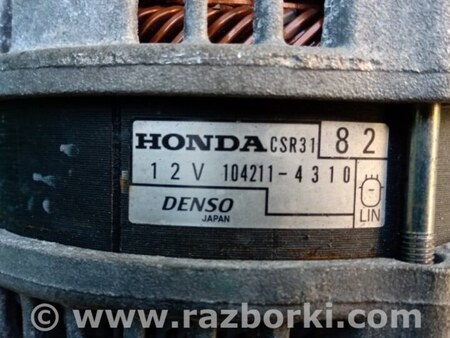 HONDA CSR31 82
12V 104211-4310
DENSO
JAPAN
LIN
© www.razborki.com